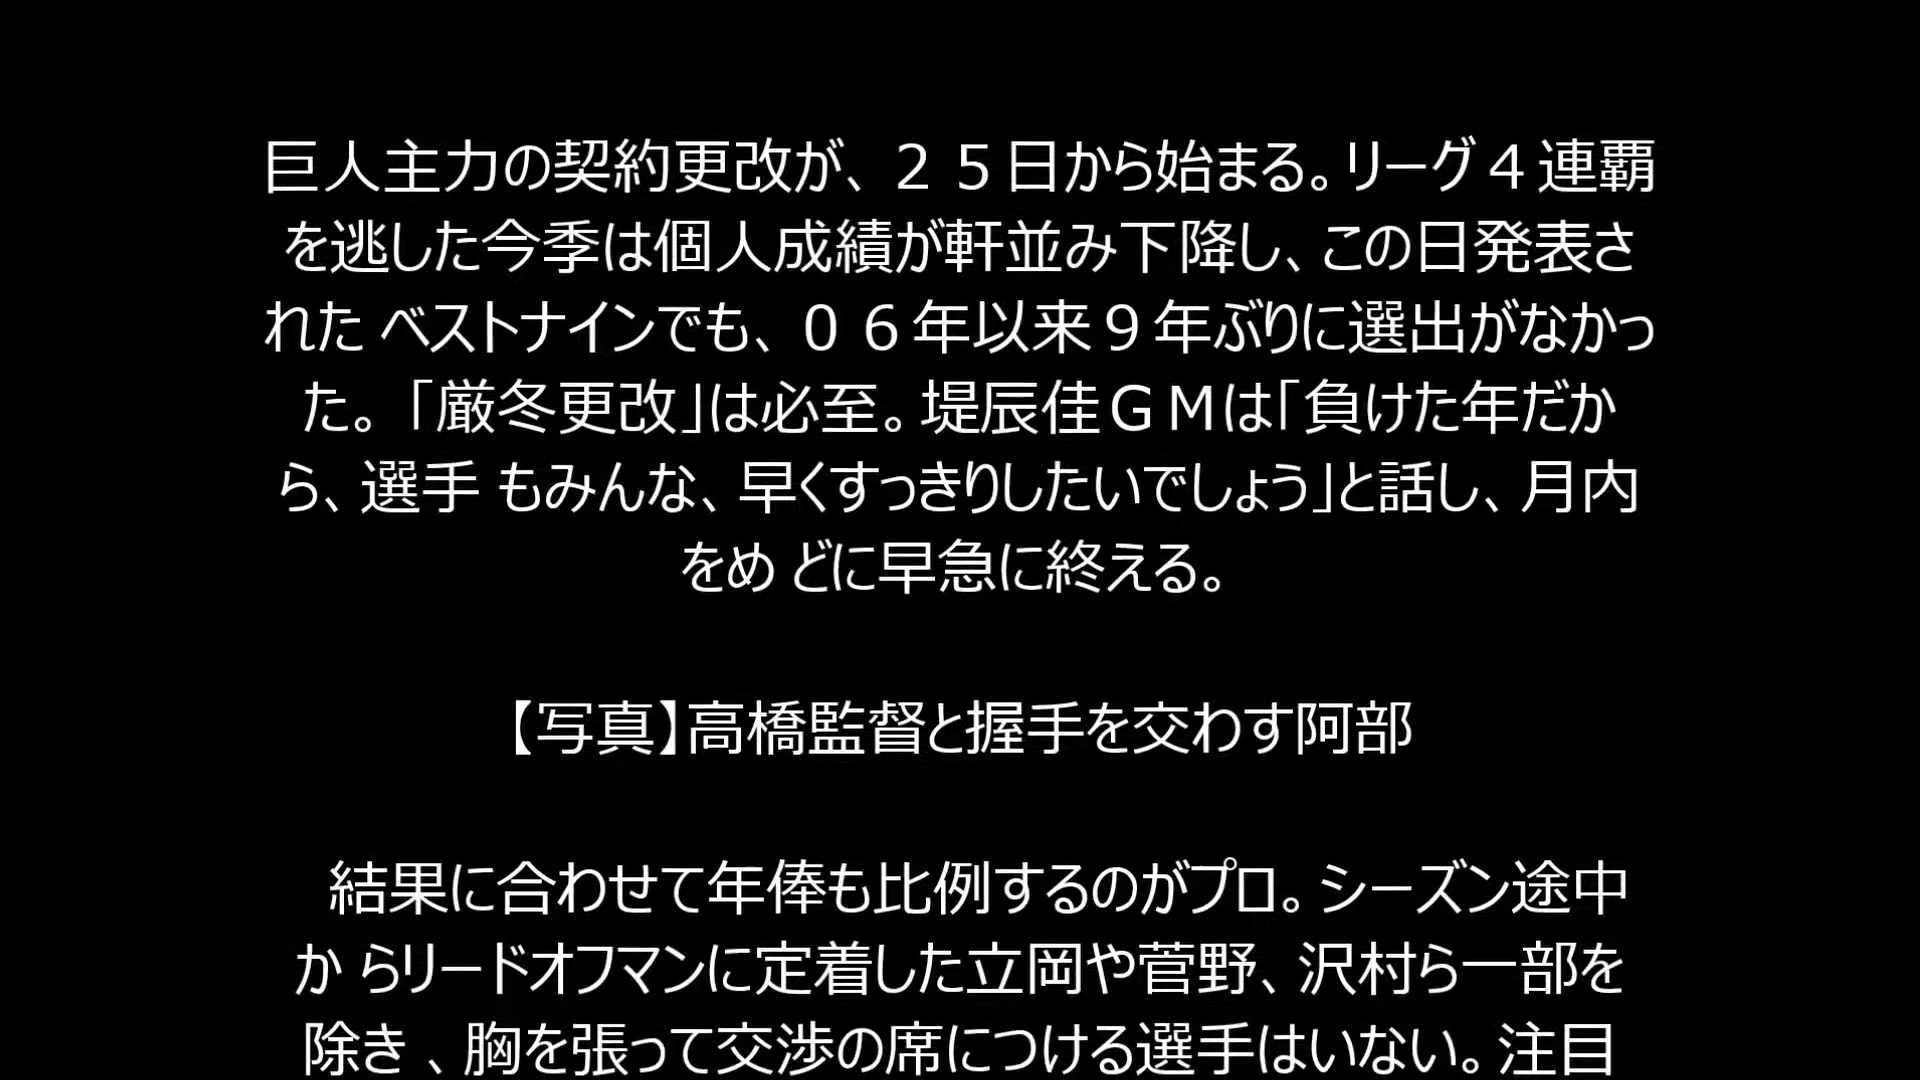 巨人主力の契約更改が、２５日から始まる。リーグ４連覇
を逃した今季は個人成績が軒並み下降し、この日発表さ
れた ベストナインでも、０６年以来９年ぶりに選出がなかっ
た。「厳冬更改」は必至。堤辰佳ＧＭは「負けた年だか
ら、選手 もみんな、早くすっきりしたいでしょう」と話し、月内
をめ どに早急に終える。
【写真】高橋監督と握手を交わす阿部
結果に合わせて年俸も比例するのがプロ。シーズン途中
か らリードオフマンに定着した立岡や菅野、沢村ら一部を
除き 、胸を張って交渉の席につける選手はいない。注目